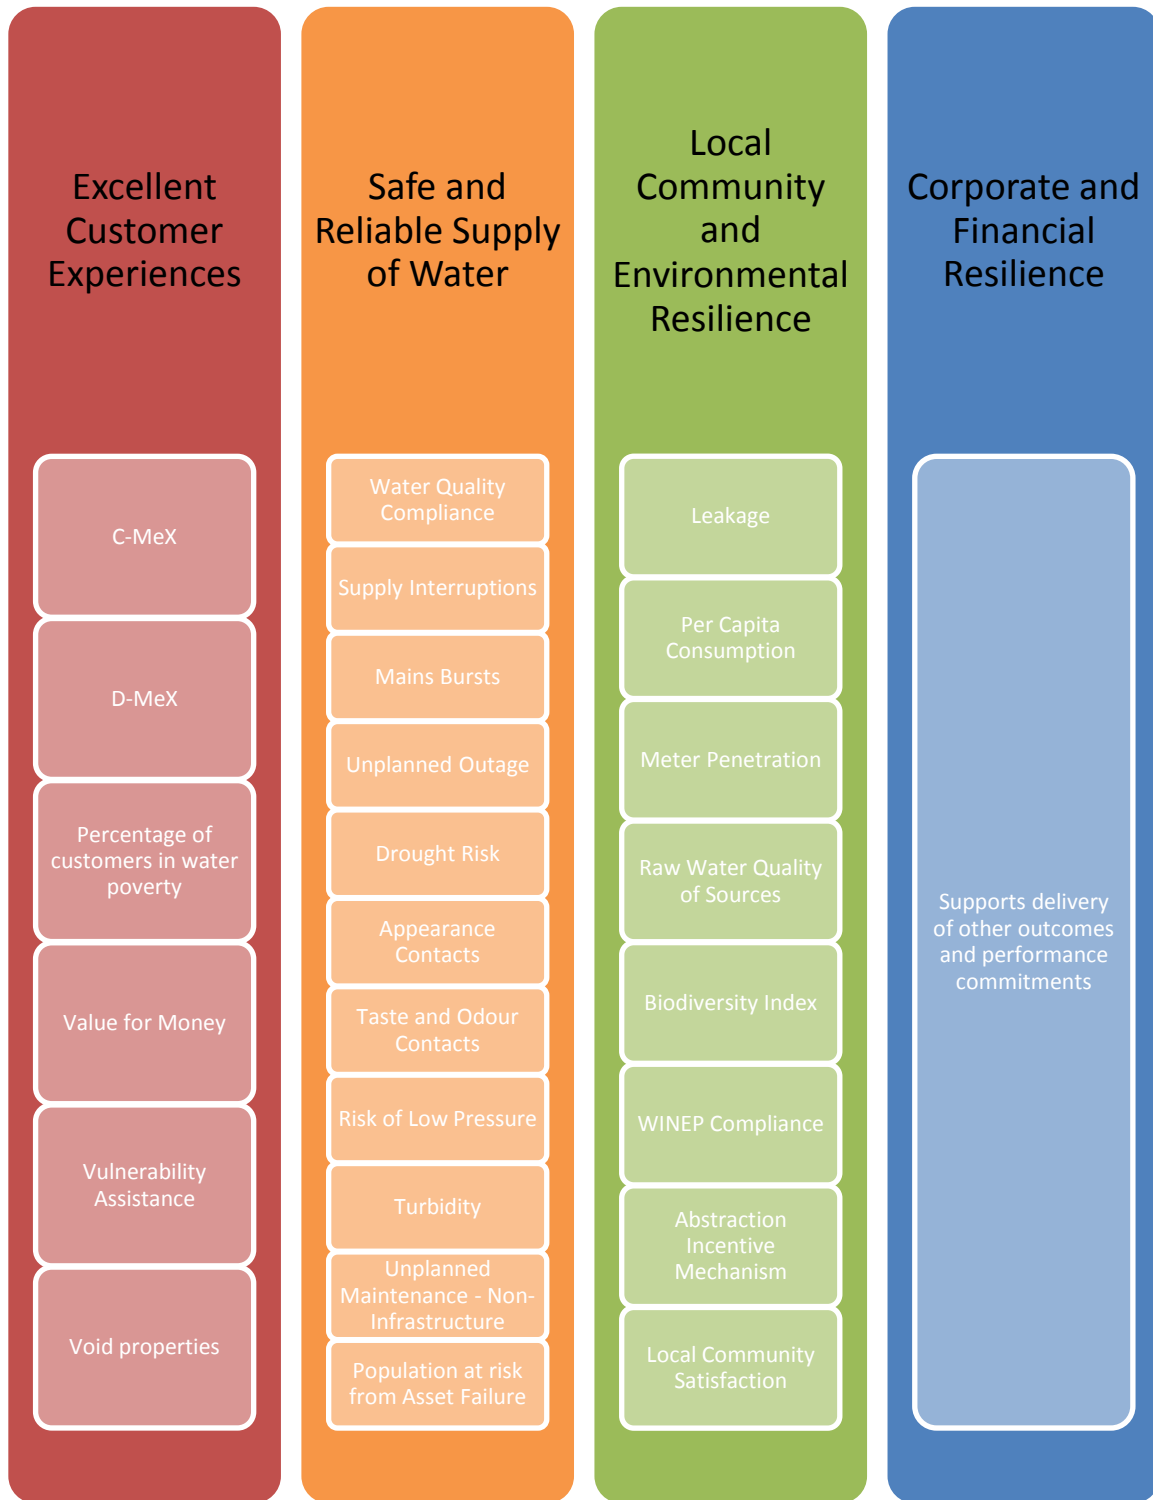 Excellent
Customer
Experiences
C-MeX
D-MeX
Percentage of
customers in water
poverty
Value for Money
Vulnerability
Assistance
Void properties
Safe and
Reliable Supply
of Water
Water Quality
Compliance
Supply Interruptions
Mains Bursts
Unplanned Outage
Drought Risk
Appearance
Contacts
Taste and Odour
Contacts
Risk of Low Pressure
Turbidity
Unplanned
Maintenance - Non-
Infrastructure
Population at risk
from Asset Failure
Local
Community
and
Environmental
Resilience
Leakage
Per Capita
Consumption
Meter Penetration
Raw Water Quality
of Sources
Biodiversity Index
WINEP Compliance
Abstraction
Incentive
Mechanism
Local Community
Satisfaction
Corporate and
Financial
Resilience
Supports delivery
of other outcomes
and performance
commitments